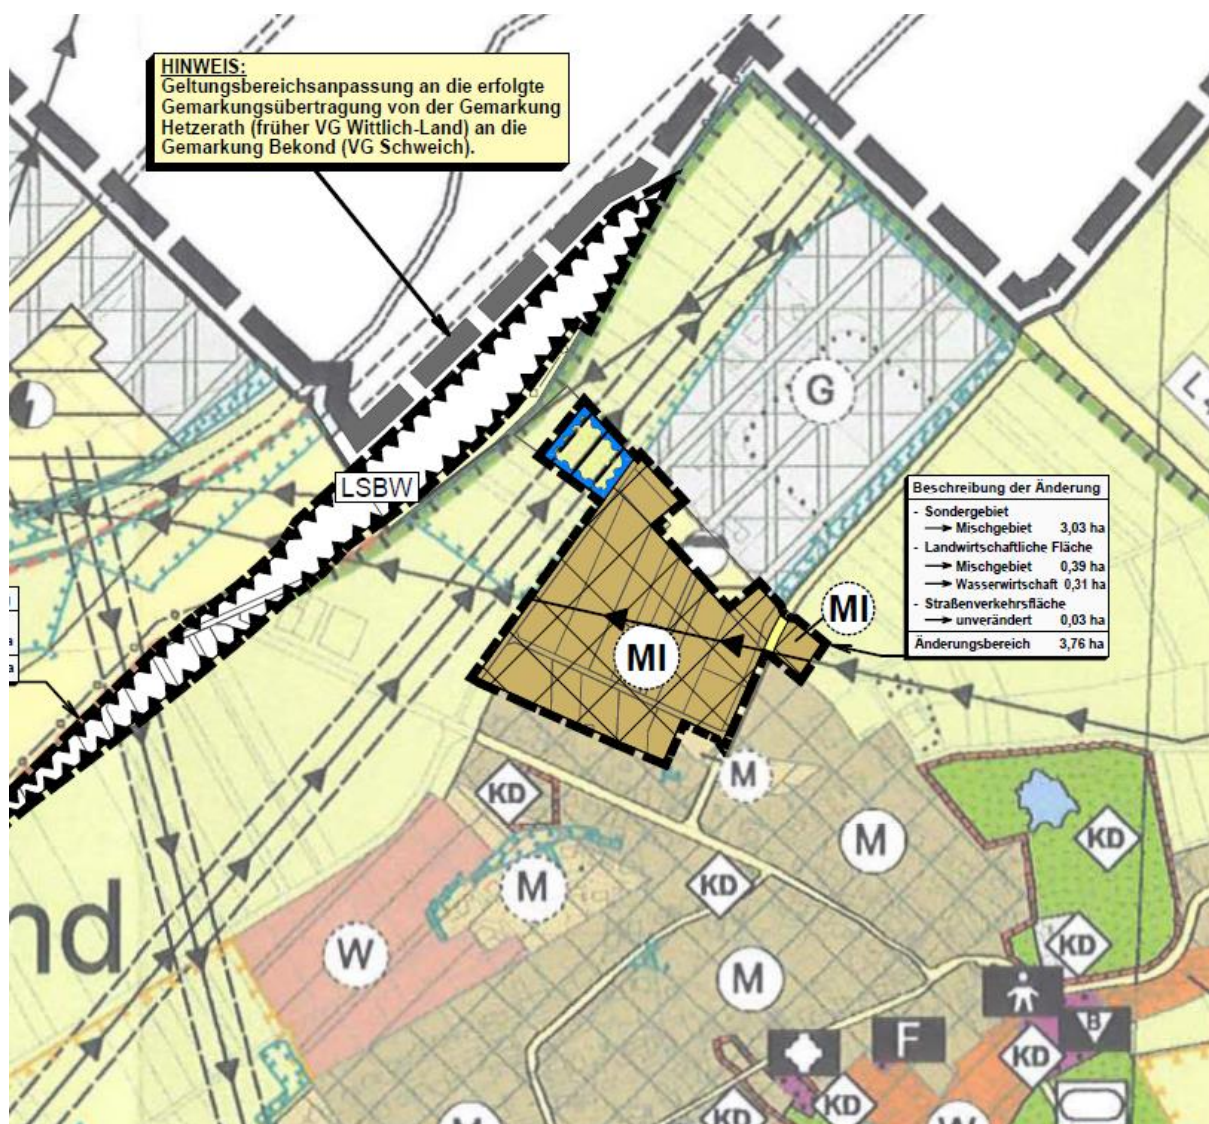 HINWEIS:
Geltungsbereichsanpassung an die erfolgte
Gemarkungsübertragung von der Gemarkung
Hetzerath (früher VG Wittlich-Land) an die
Gemarkung Bekond (VG Schweich).
G
LSBW
Beschreibung der Änderung
- Sondergebiet
Mischgebiet 3,03 ha
- Landwirtschaftliche Fläche
Mischgebiet 0,39 ha
Wasserwirtschaft 0,31 ha
- Straßenverkehrsfläche
unverändert 0,03 ha
Änderungsbereich 3,76 ha
MI
MI
M
KD
M
KD
M
KD
W
nd
M
KD
F
B
KD
KD
KD
M
W